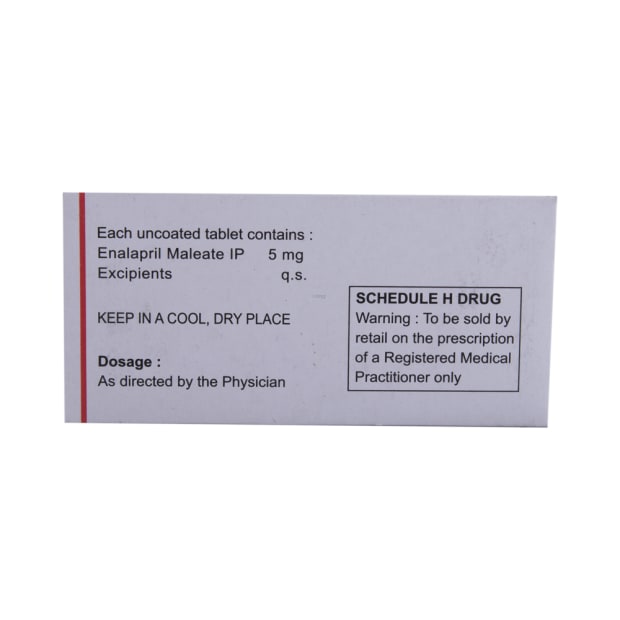 Each uncoated tablet contains :
Enalapril Maleate IP 5 mg
Excipients q.s.
KEEP IN A COOL, DRY PLACE
Dosage :
As directed by the Physician
SCHEDULE H DRUG
Warning : To be sold by
retail on the prescription
of a Registered Medical
Practitioner only